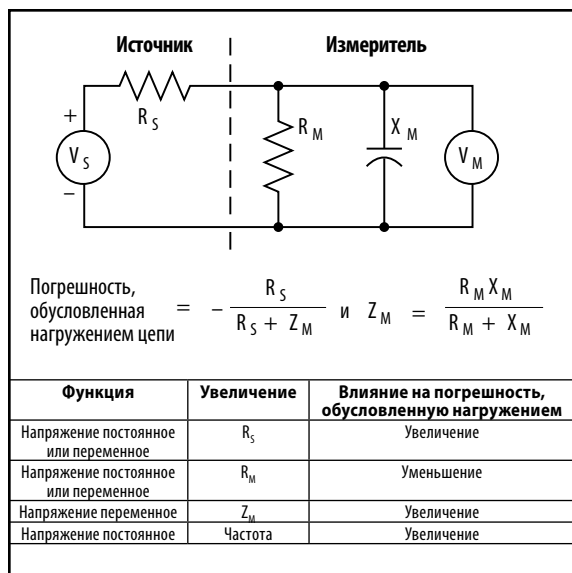 Источник Измеритель
+
R S
R M
X M
V S
V M
–
Погрешность,
обусловленная
нагружением цепи
= – R S / R S + Z M и Z M = R M X M / R M + X M
Функция Увеличение Влияние на погрешность,
обусловленную нагружением
Напряжение постоянное
или переменное
R S Увеличение
Напряжение постоянное
или переменное
R M Уменьшение
Напряжение переменное Z M Увеличение
Напряжение постоянное Частота Увеличение